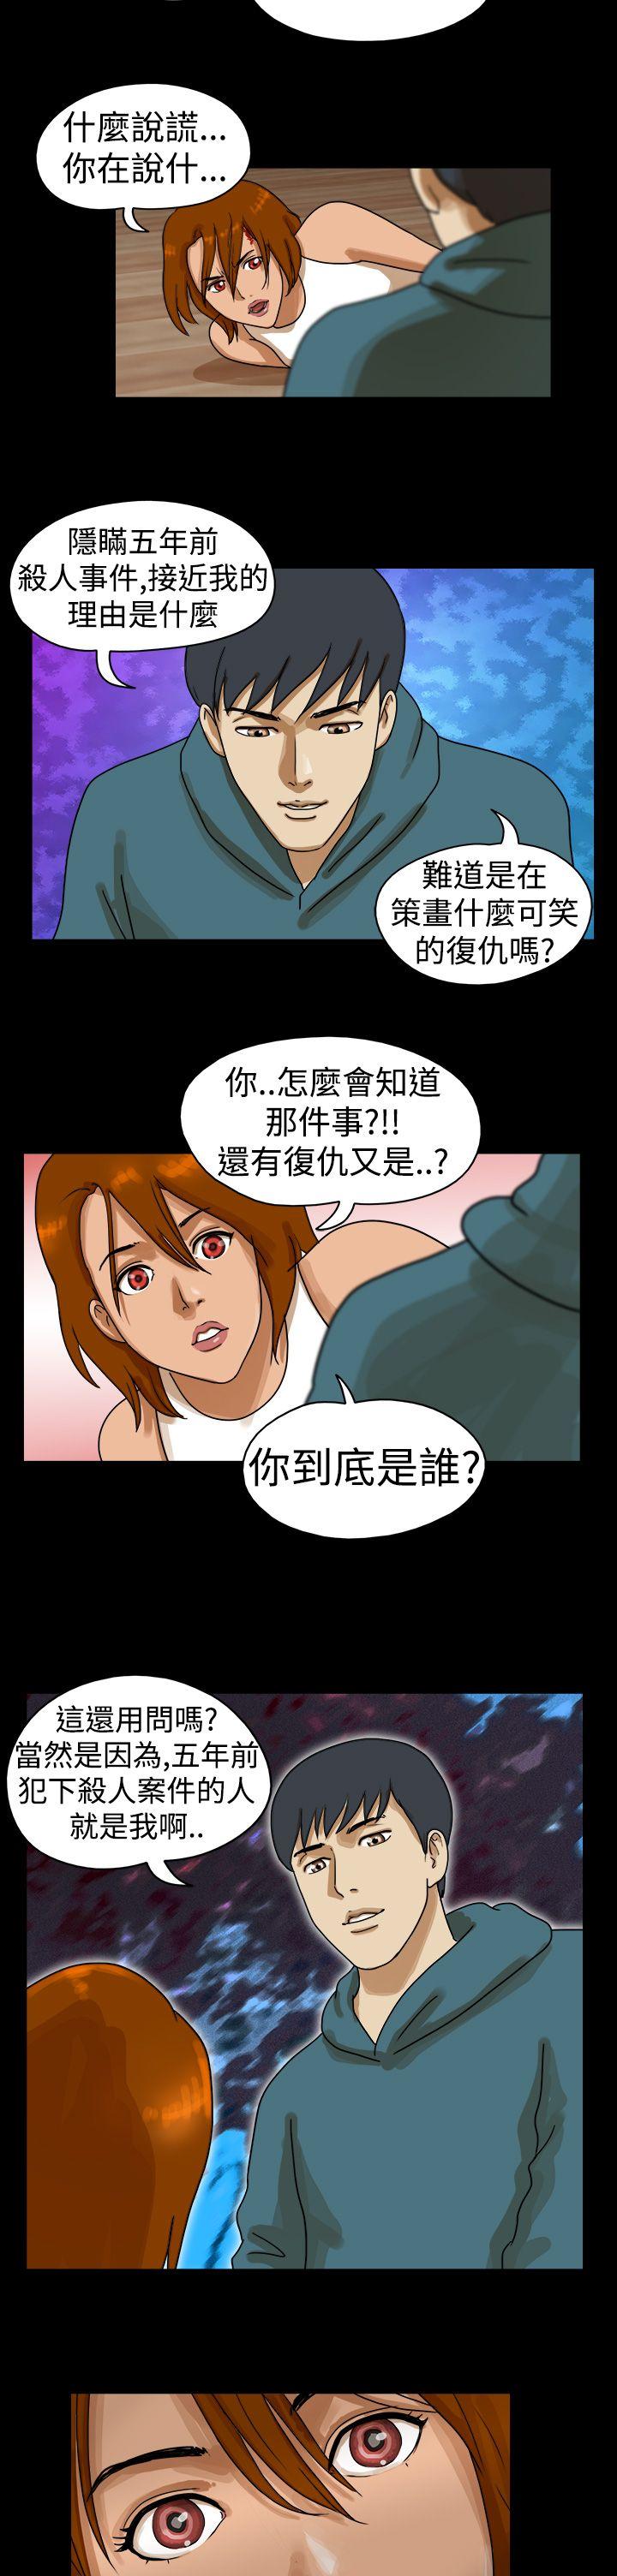 什麼說謊...
你在說什...
隱瞞五年前
殺人事件,接近我的
理由是什麼
難道是在
策畫什麼可笑
的復仇嗎?
你..怎麼會知道
那件事?!!
還有復仇又是..?
你到底是誰?
這還用問嗎?
當然是因為,五年前
犯下殺人案件的人
就是我啊..